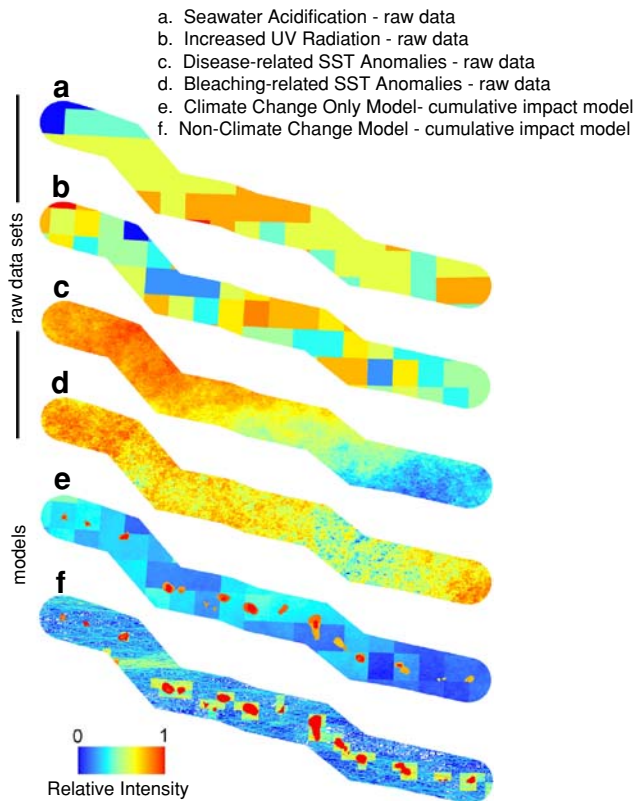 a. Seawater Acidification - raw data
b. Increased UV Radiation - raw data
c. Disease-related SST Anomalies - raw data
d. Bleaching-related SST Anomalies - raw data
e. Climate Change Only Model- cumulative impact model
f. Non-Climate Change Model - cumulative impact model
a
b
c
d
e
f
raw data sets
models
0 1
Relative Intensity